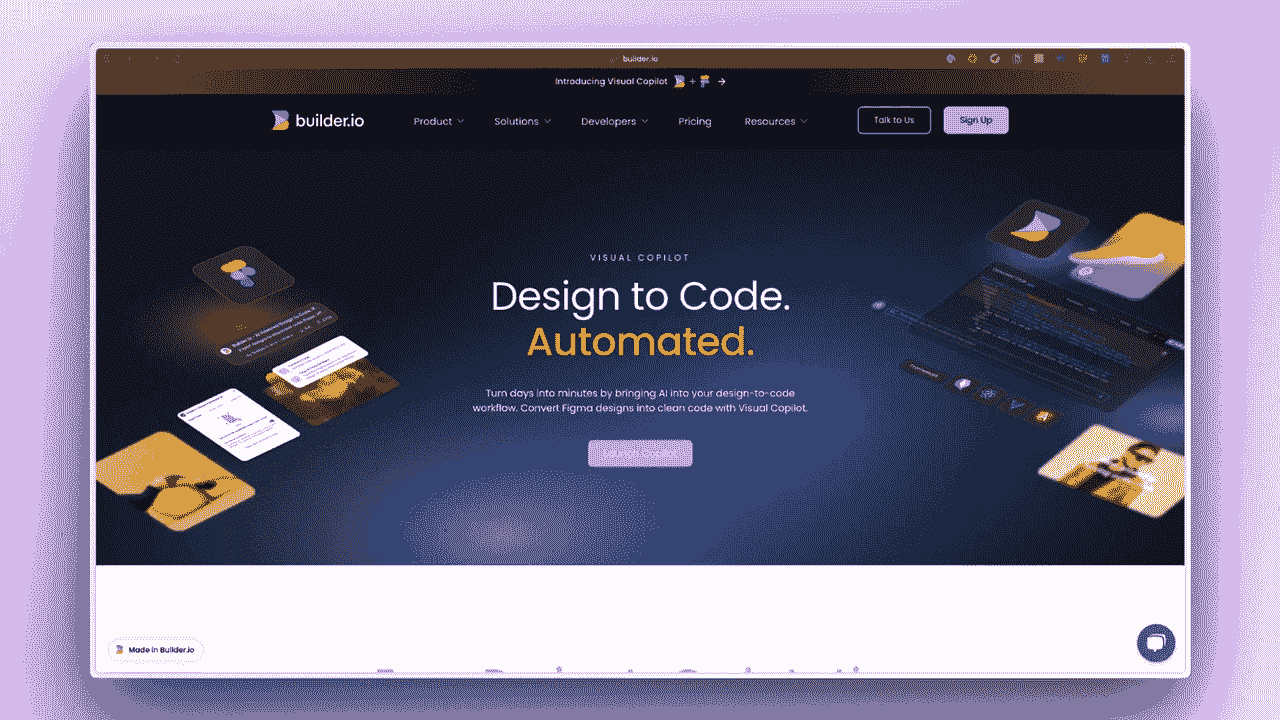 builder.io
Introducing Visual Copilot + →
builder.io
Product
Solutions
Developers
Pricing
Resources
Talk to Us
Sign Up
VISUAL COPILOT
Design to Code.
Automated.
Turn days into minutes by bringing AI into your design-to-code
workflow. Convert Figma designs into clean code with Visual Copilot.
Made in Builder.io